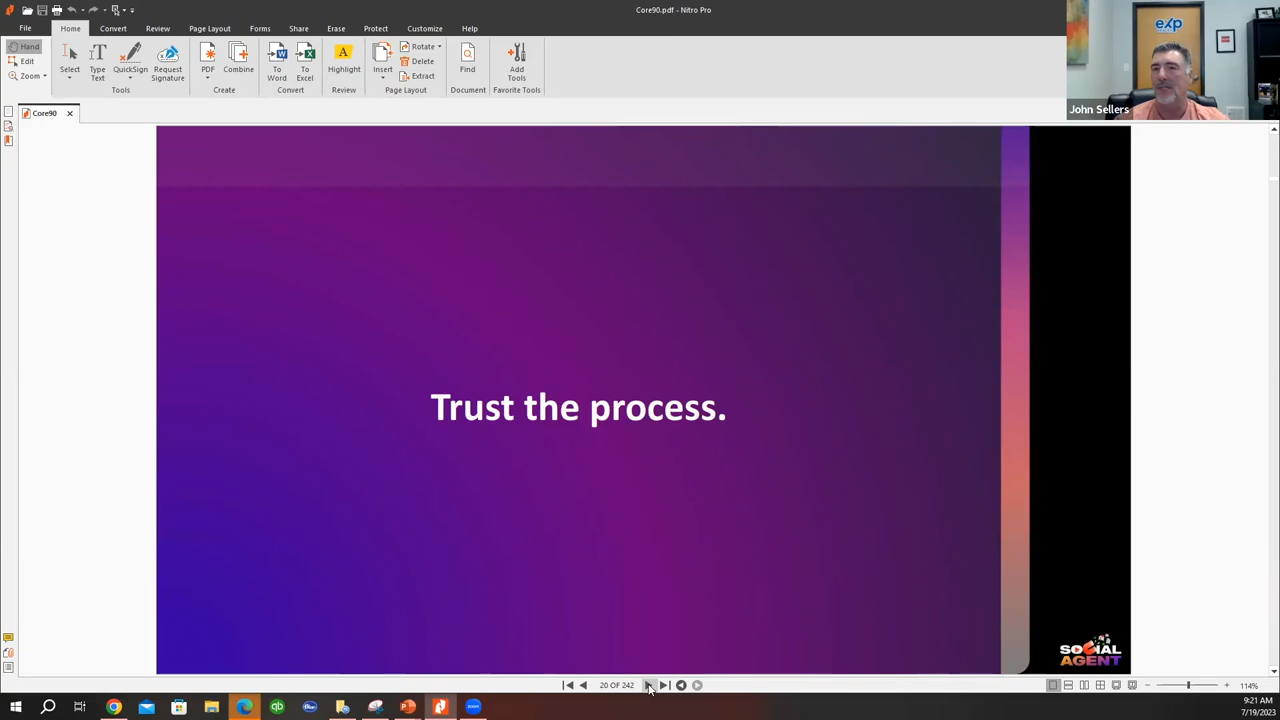 Core90.pdf - Nitro Pro
File Home Convert Review Page Layout Forms Share Erase Protect Customize Help
Hand
Edit
Zoom
Select
Type Text
QuickSign
Request Signature
Tools
PDF
Combine
Create
To Word
To Excel
Convert
Highlight
Review
Insert
Rotate
Delete
Extract
Page Layout
Find
Document
Add Tools
Favorite Tools
exp
John Sellers
Core90
Trust the process.
SOCIAL
AGENT
20 OF 242
114%
9:21 AM
7/19/2023